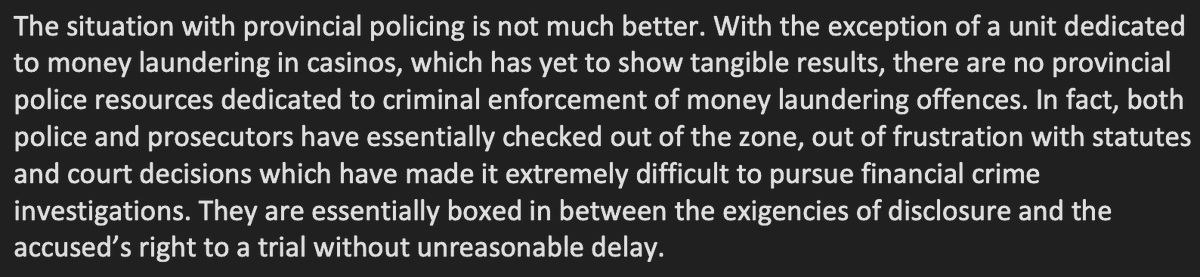 The situation with provincial policing is not much better. With the exception of a unit dedicated
to money laundering in casinos, which has yet to show tangible results, there are no provincial
police resources dedicated to criminal enforcement of money laundering offences. In fact, both
police and prosecutors have essentially checked out of the zone, out of frustration with statutes
and court decisions which have made it extremely difficult to pursue financial crime
investigations. They are essentially boxed in between the exigencies of disclosure and the
accused’s right to a trial without unreasonable delay.